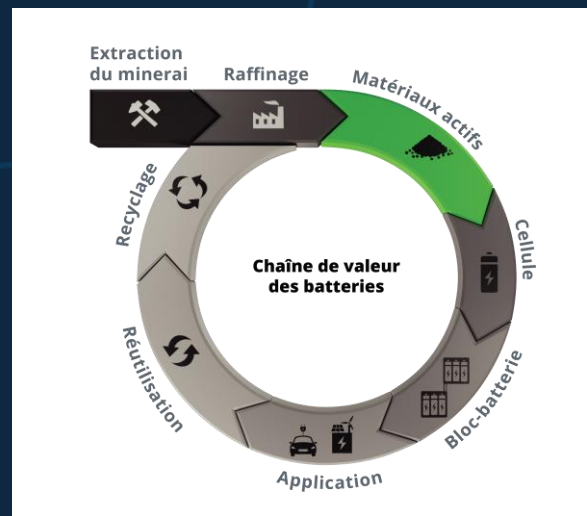 Extraction
du minerai
Raffinage
Matériaux actifs
Cellule
Bloc-batterie
Application
Réutilisation
Recyclage
Chaîne de valeur
des batteries